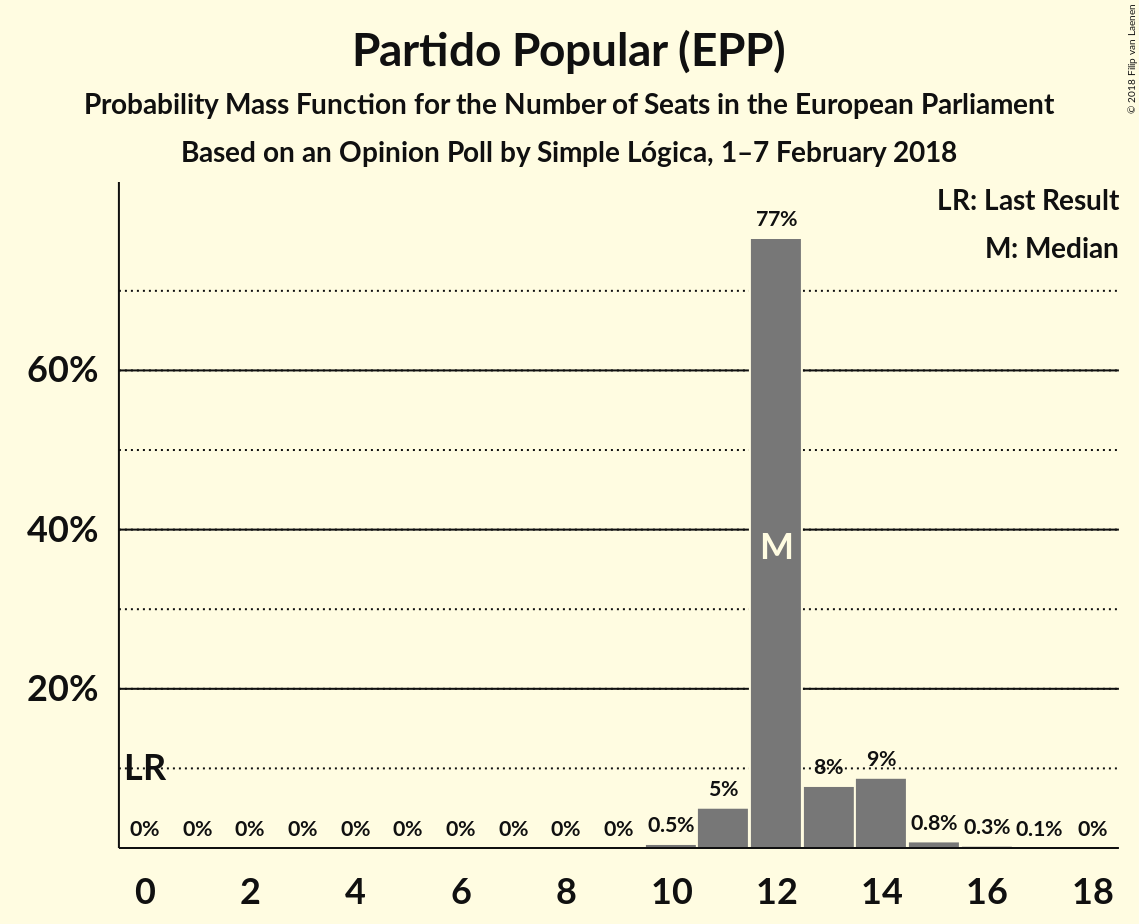 Partido Popular (EPP)
Probability Mass Function for the Number of Seats in the European Parliament
Based on an Opinion Poll by Simple Lógica, 1–7 February 2018
© 2018 Filip van Laenen
LR: Last Result
M: Median
77%
60%
40%
M
20%
LR
0% 0% 0% 0% 0% 0% 0% 0% 0% 0% 0.5% 5% 8% 9% 0.8% 0.3% 0.1% 0%
0 2 4 6 8 10 12 14 16 18